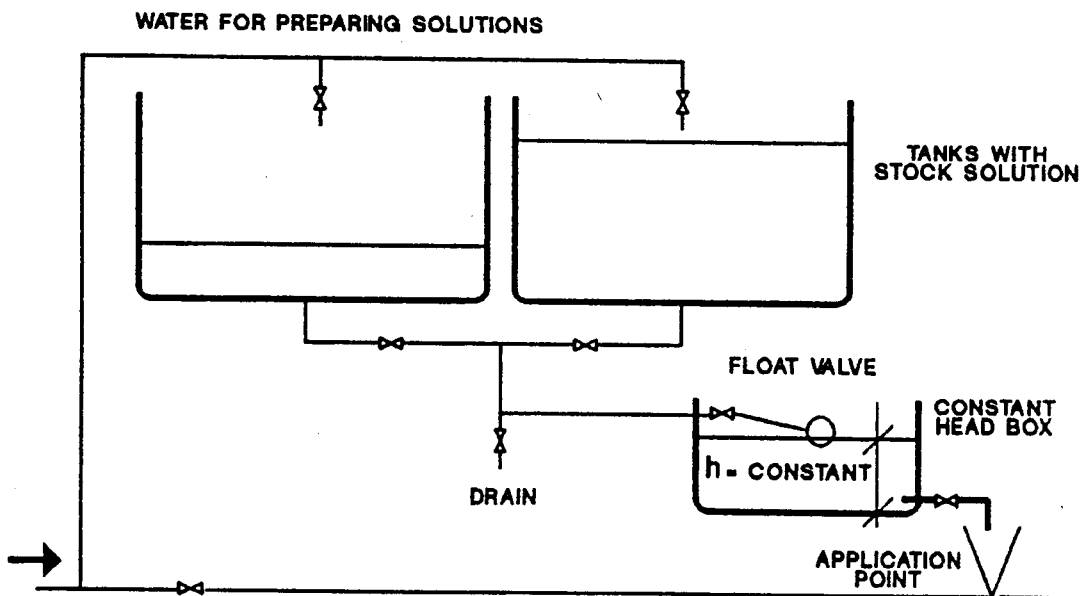 WATER FOR PREPARING SOLUTIONS
TANKS WITH
STOCK SOLUTION
FLOAT VALVE
CONSTANT
HEAD BOX
h = CONSTANT
DRAIN
APPLICATION
POINT